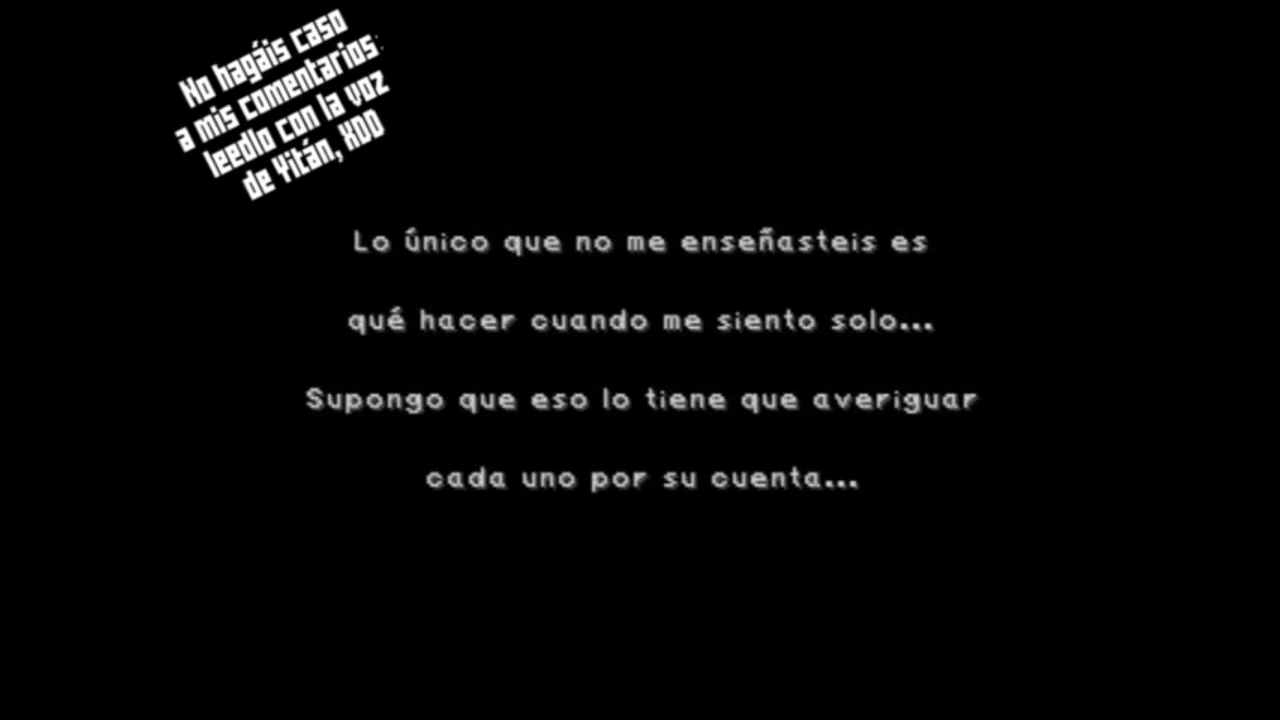 No hagáis caso
a mis comentarios:
leedlo con la voz
de Yitán, XDD
Lo único que no me enseñasteis es
qué hacer cuando me siento solo...
Supongo que eso lo tiene que averiguar
cada uno por su cuenta...